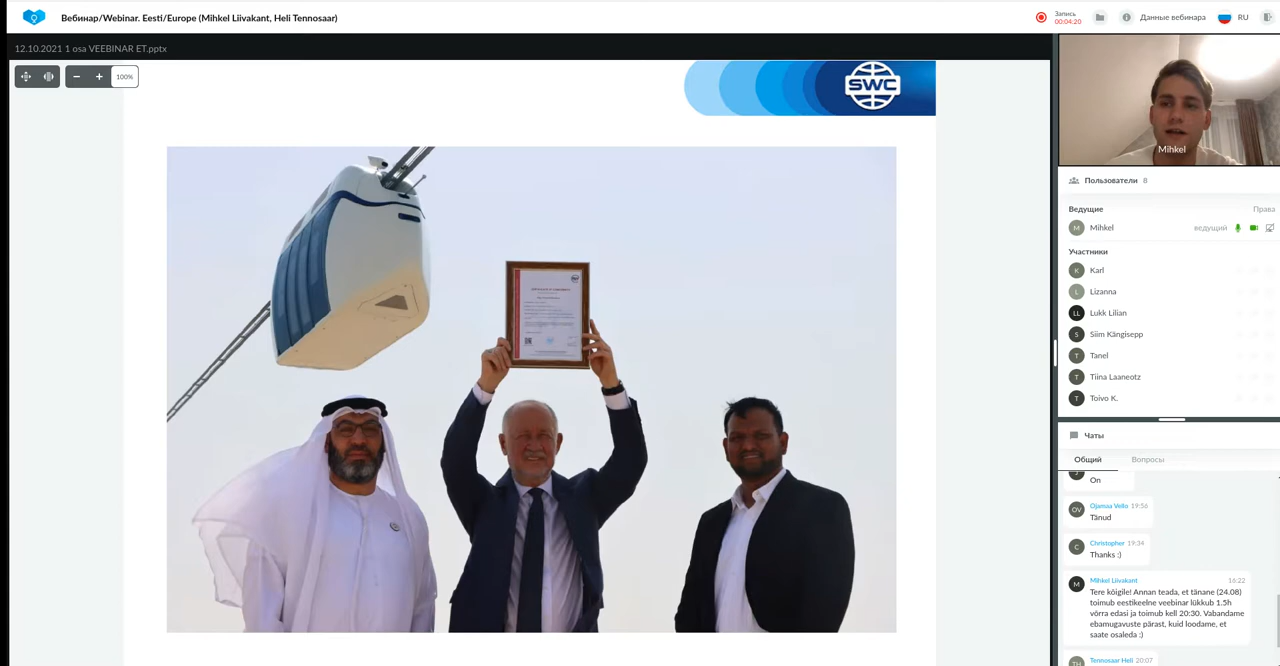 Вебинар/Webinar. Eesti/Europe (Mihkel Liivakant, Heli Tennosaar)
Запись
00:04:20
Данные вебинара
RU
12.10.2021 1 osa VEEBINAR ET.pptx
100%
SWC
Mihkel
Пользователи 8
Ведущие
Права
M
Mihkel
ведущий
Участники
K
Karl
L
Lizanna
LL
Lukk Lilian
S
Siim Kängisepp
T
Tanel
T
Tiina Laaneotz
T
Toivo K.
Чаты
Общий
Вопросы
On
OV
Ojamaa Vello 19:56
Tänud
C
Christopher 19:34
Thanks :)
M
Mihkel Liivakant 16:22
Tere kõigile! Annan teada, et tänane (24.08)
toimub eestikeelne veebinar lükkub 1.5h
võrra edasi ja toimub kell 20:30. Vabandame
ebamugavuste pärast, kuid loodame, et
saate osaleda :)
TH
Tennosaar Heli 20:07